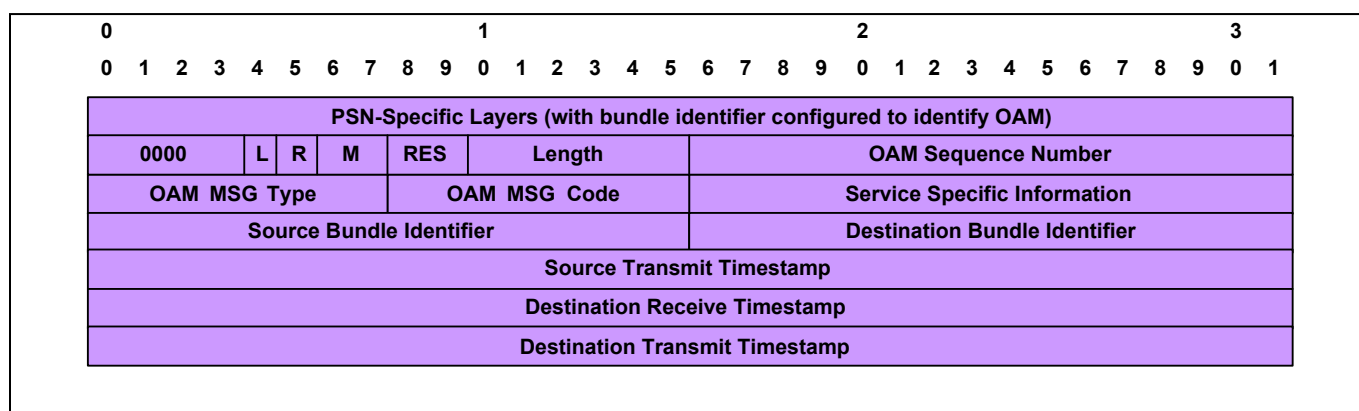 0 1 2 3
0 1 2 3 4 5 6 7 8 9 0 1 2 3 4 5 6 7 8 9 0 1 2 3 4 5 6 7 8 9 0 1
PSN-Specific Layers (with bundle identifier configured to identify OAM)
0000 L R M RES Length OAM Sequence Number
OAM MSG Type OAM MSG Code Service Specific Information
Source Bundle Identifier Destination Bundle Identifier
Source Transmit Timestamp
Destination Receive Timestamp
Destination Transmit Timestamp